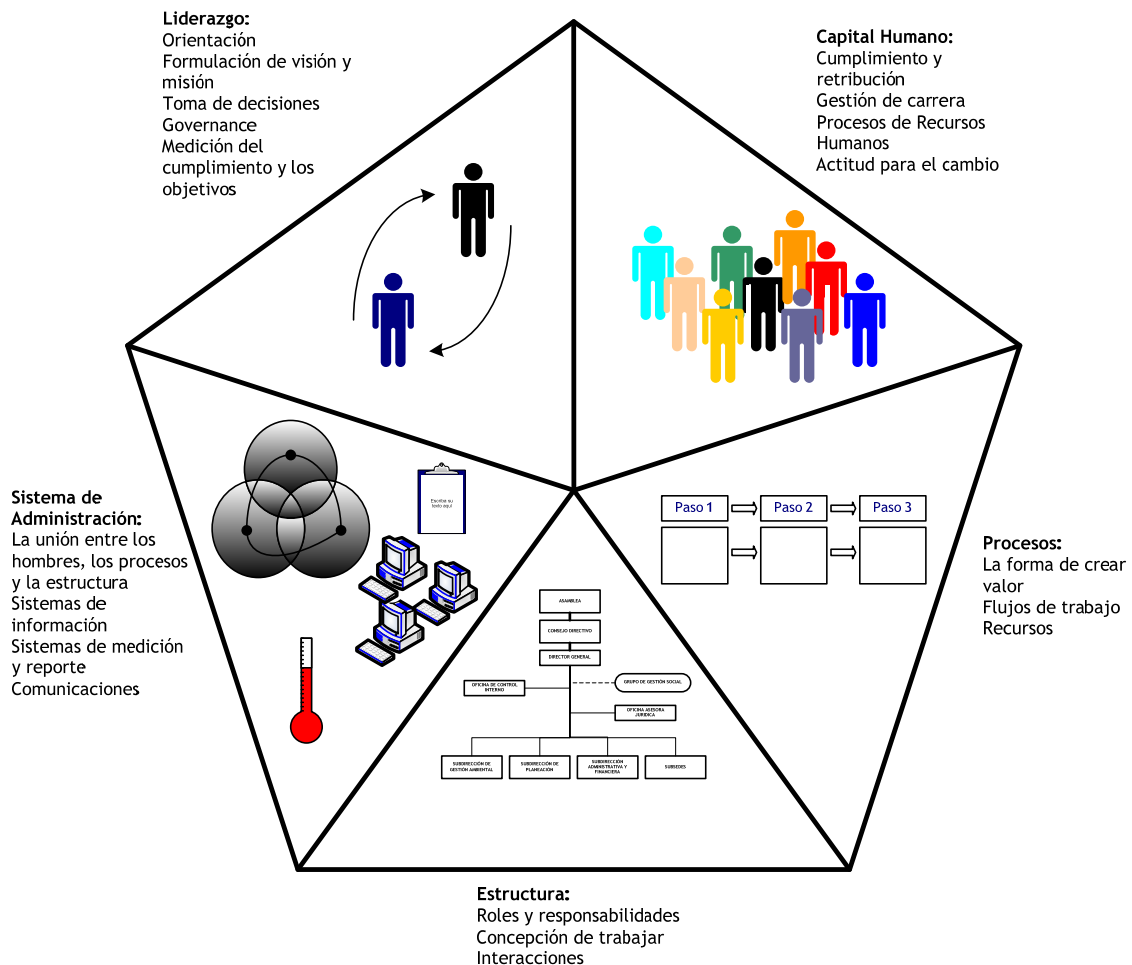 Liderazgo:
Orientación
Formulación de visión y
misión
Toma de decisiones
Governance
Medición del
cumplimiento y los
objetivos
Capital Humano:
Cumplimiento y
retribución
Gestión de carrera
Procesos de Recursos
Humanos
Actitud para el cambio
Sistema de
Administración:
La unión entre los
hombres, los procesos
y la estructura
Sistemas de
información
Sistemas de medición
y reporte
Comunicaciones
Escriba su
texto aquí
Paso 1
Paso 2
Paso 3
Procesos:
La forma de crear
valor
Flujos de trabajo
Recursos
ASAMBLEA
CONSEJO DIRECTIVO
DIRECTOR GENERAL
OFICINA DE CONTROL
INTERNO
GRUPO DE GESTIÓN SOCIAL
OFICINA ASESORA
JURIDICA
SUBDIRECCIÓN DE
GESTIÓN AMBIENTAL
SUBDIRECCIÓN DE
PLANEACIÓN
SUBDIRECCIÓN
ADMINISTRATIVA Y
FINANCIERA
SUBSEDES
Estructura:
Roles y responsabilidades
Concepción de trabajar
Interacciones